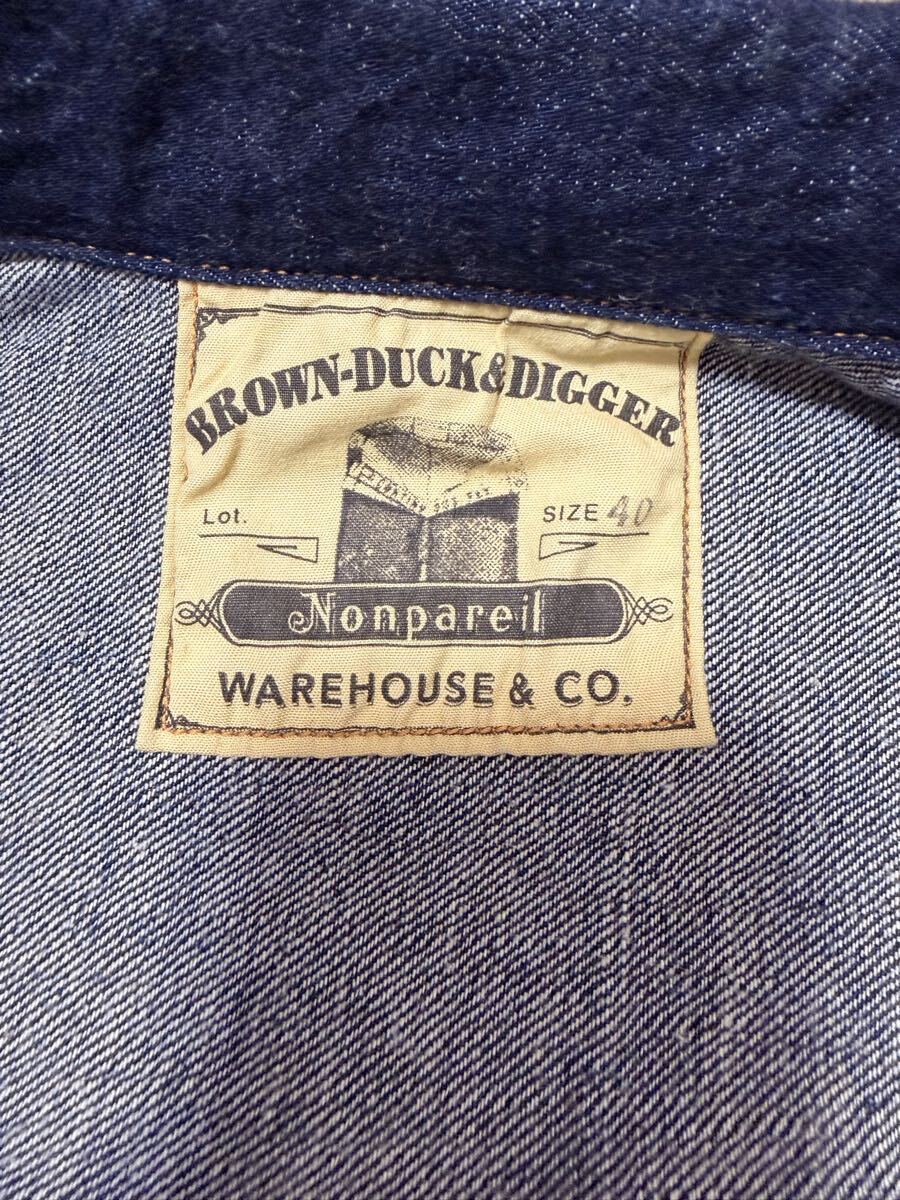 BROWN-DUCK&DIGGER
Lot.
SIZE 40
Nonpareil
WAREHOUSE & CO.